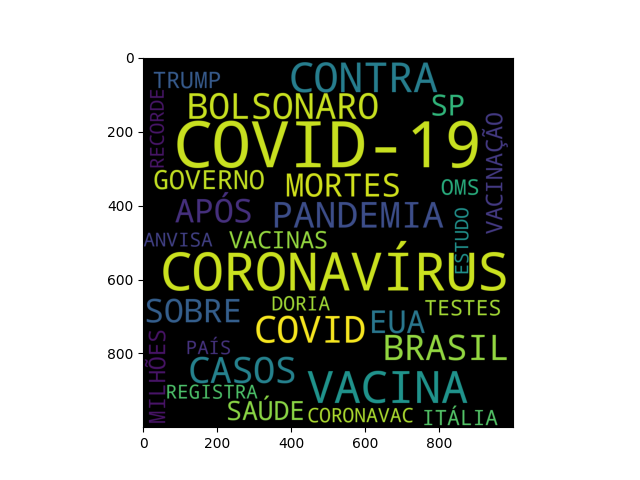 0
200
400
600
800
0
200
400
600
800
TRUMP
CONTRA
RECORDE
BOLSONARO
SP
COVID-19
VACINAÇÃO
GOVERNO
MORTES
OMS
APÓS
PANDEMIA
ESTUDO
ANVISA
VACINAS
CORONAVÍRUS
SOBRE
DORIA
TESTES
COVID
EUA
MILHÕES
PAÍS
BRASIL
CASOS
REGISTRA
VACINA
SAÚDE
CORONAVAC
ITÁLIA